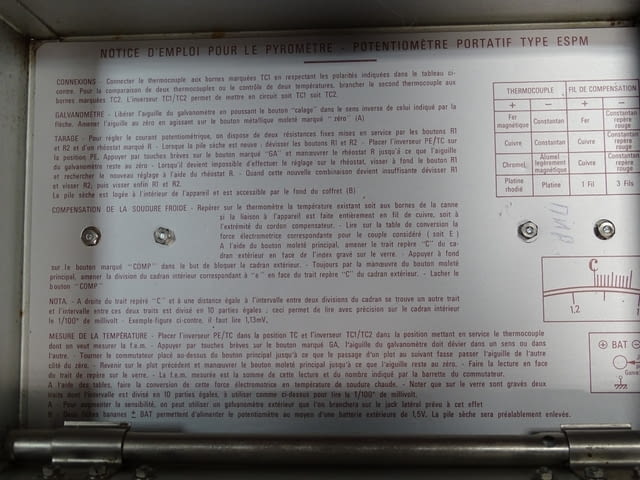 NOTICE D'EMPLOI POUR LE PYROMÈTRE - POTENTIOMÈTRE PORTATIF TYPE ESPM
CONNEXIONS - Connecter le thermocouple aux bornes marquées TC1 en respectant les polarités indiquées dans le tableau ci-
contre. Pour la comparaison de deux thermocouples ou le contrôle de deux températures, brancher le second thermocouple aux
bornes marquées TC2. L'inverseur TC1/TC2 permet de mettre en circuit soit TC1 soit TC2.
GALVANOMÈTRE - Libérer l'aiguille du galvanomètre en poussant le bouton "calage" dans le sens inverse de celui indiqué par la
flèche. Amener l'aiguille au zéro en agissant sur le bouton métallique moleté marqué "zéro" (A)
TARAGE - Pour régler le courant potentiométrique, on dispose de deux résistances fixes mises en service par les boutons R1
et R2 et d'un rhéostat marqué R - Lorsque la pile sèche est neuve, dévisser les boutons R1 et R2 - Placer l'inverseur PE/TC sur
la position PE. Appuyer par touches brèves sur le bouton marqué "GA" et manœuvrer le rhéostat R jusqu'à ce que l'aiguille
du galvanomètre reste au zéro - Lorsqu'il devient impossible d'effectuer le réglage sur le rhéostat, visser à fond le bouton R1
et rechercher le nouveau réglage à l'aide du rhéostat R. - Quand cette nouvelle combinaison devient insuffisante dévisser R1
et visser R2; puis visser enfin R1 et R2.
La pile sèche est logée à l'intérieur de l'appareil et est accessible par le fond du coffret (B)
COMPENSATION DE LA SOUDURE FROIDE - Repérer sur le thermomètre la température existant soit aux bornes de la canne
si la liaison à l'appareil est faite entièrement en fil de cuivre, soit à
l'extrémité du cordon compensateur. - Lire sur la table de conversion la
force électromotrice correspondante pour le couple considéré (soit E)
A l'aide du bouton moleté principal, amener le trait repère "C" du ca-
dran extérieur en face de l'index gravé sur le verre. - Appuyer à fond
sur le bouton marqué "COMP" dans le but de bloquer le cadran extérieur. - Toujours par la manœuvre du bouton moleté
principal, amener la division du cadran intérieur correspondant à "e" en face du trait repère "C" du cadran extérieur. - Lacher le
bouton "COMP"
NOTA. - A droite du trait repère "C" et à une distance égale à l'intervalle entre deux divisions du cadran se trouve un autre trait
et l'intervalle entre ces deux traits est divisé en 10 parties égales ; ceci permet de lire avec précision sur le cadran intérieur
le 1/100° de millivolt - Exemple-figure ci-contre, il faut lire 1,13mV.
MESURE DE LA TEMPÉRATURE - Placer l'inverseur PE/TC dans la position TC et l'inverseur TC1/TC2 dans la position mettant en service le thermocouple
dont on veut mesurer la f.e.m. - Appuyer par touches brèves sur le bouton marqué GA, l'aiguille du galvanomètre doit dévier dans un sens ou dans
l'autre. - Tourner le commutateur placé au-dessus du bouton principal jusqu'à ce que le passage d'un plot au suivant fasse passer l'aiguille de l'autre
côté du zéro. - Revenir sur le plot précédent et manœuvrer le bouton moleté principal jusqu'à ce que l'aiguille reste au zéro. - Faire la lecture en face
du trait de repère sur le verre. - La f.e.m. mesurée est la somme de cette lecture et du nombre indiqué par la barrette du commutateur.
A l'aide des tables, faire la conversion de cette force électromotrice en température de soudure chaude. - Noter que sur le verre sont gravés deux
traits dont l'intervalle est divisé en 10 parties égales, à utiliser comme ci-dessus pour lire le 1/100° de millivolt.
A - Pour augmenter la sensibilité, on peut utiliser un galvanomètre extérieur que l'on branchera sur le jack latéral prévu à cet effet
B - Deux fiches bananes ± BAT permettent d'alimenter le potentiomètre au moyen d'une batterie extérieure de 1,5V. La pile sèche sera préalablement enlevée.
THERMOCOUPLE FIL DE COMPENSATION
+ - + -
Fer magnétique Constantan Fer Constantan repère rouge
Cuivre Constantan Cuivre Constantan repère rouge
Chromel Alumel légèrement magnétique Cuivre Constantan repère rouge
Platine rhodié Platine 1 Fil 3 Fils
ПИР
C
1,2 1
+ BAT -